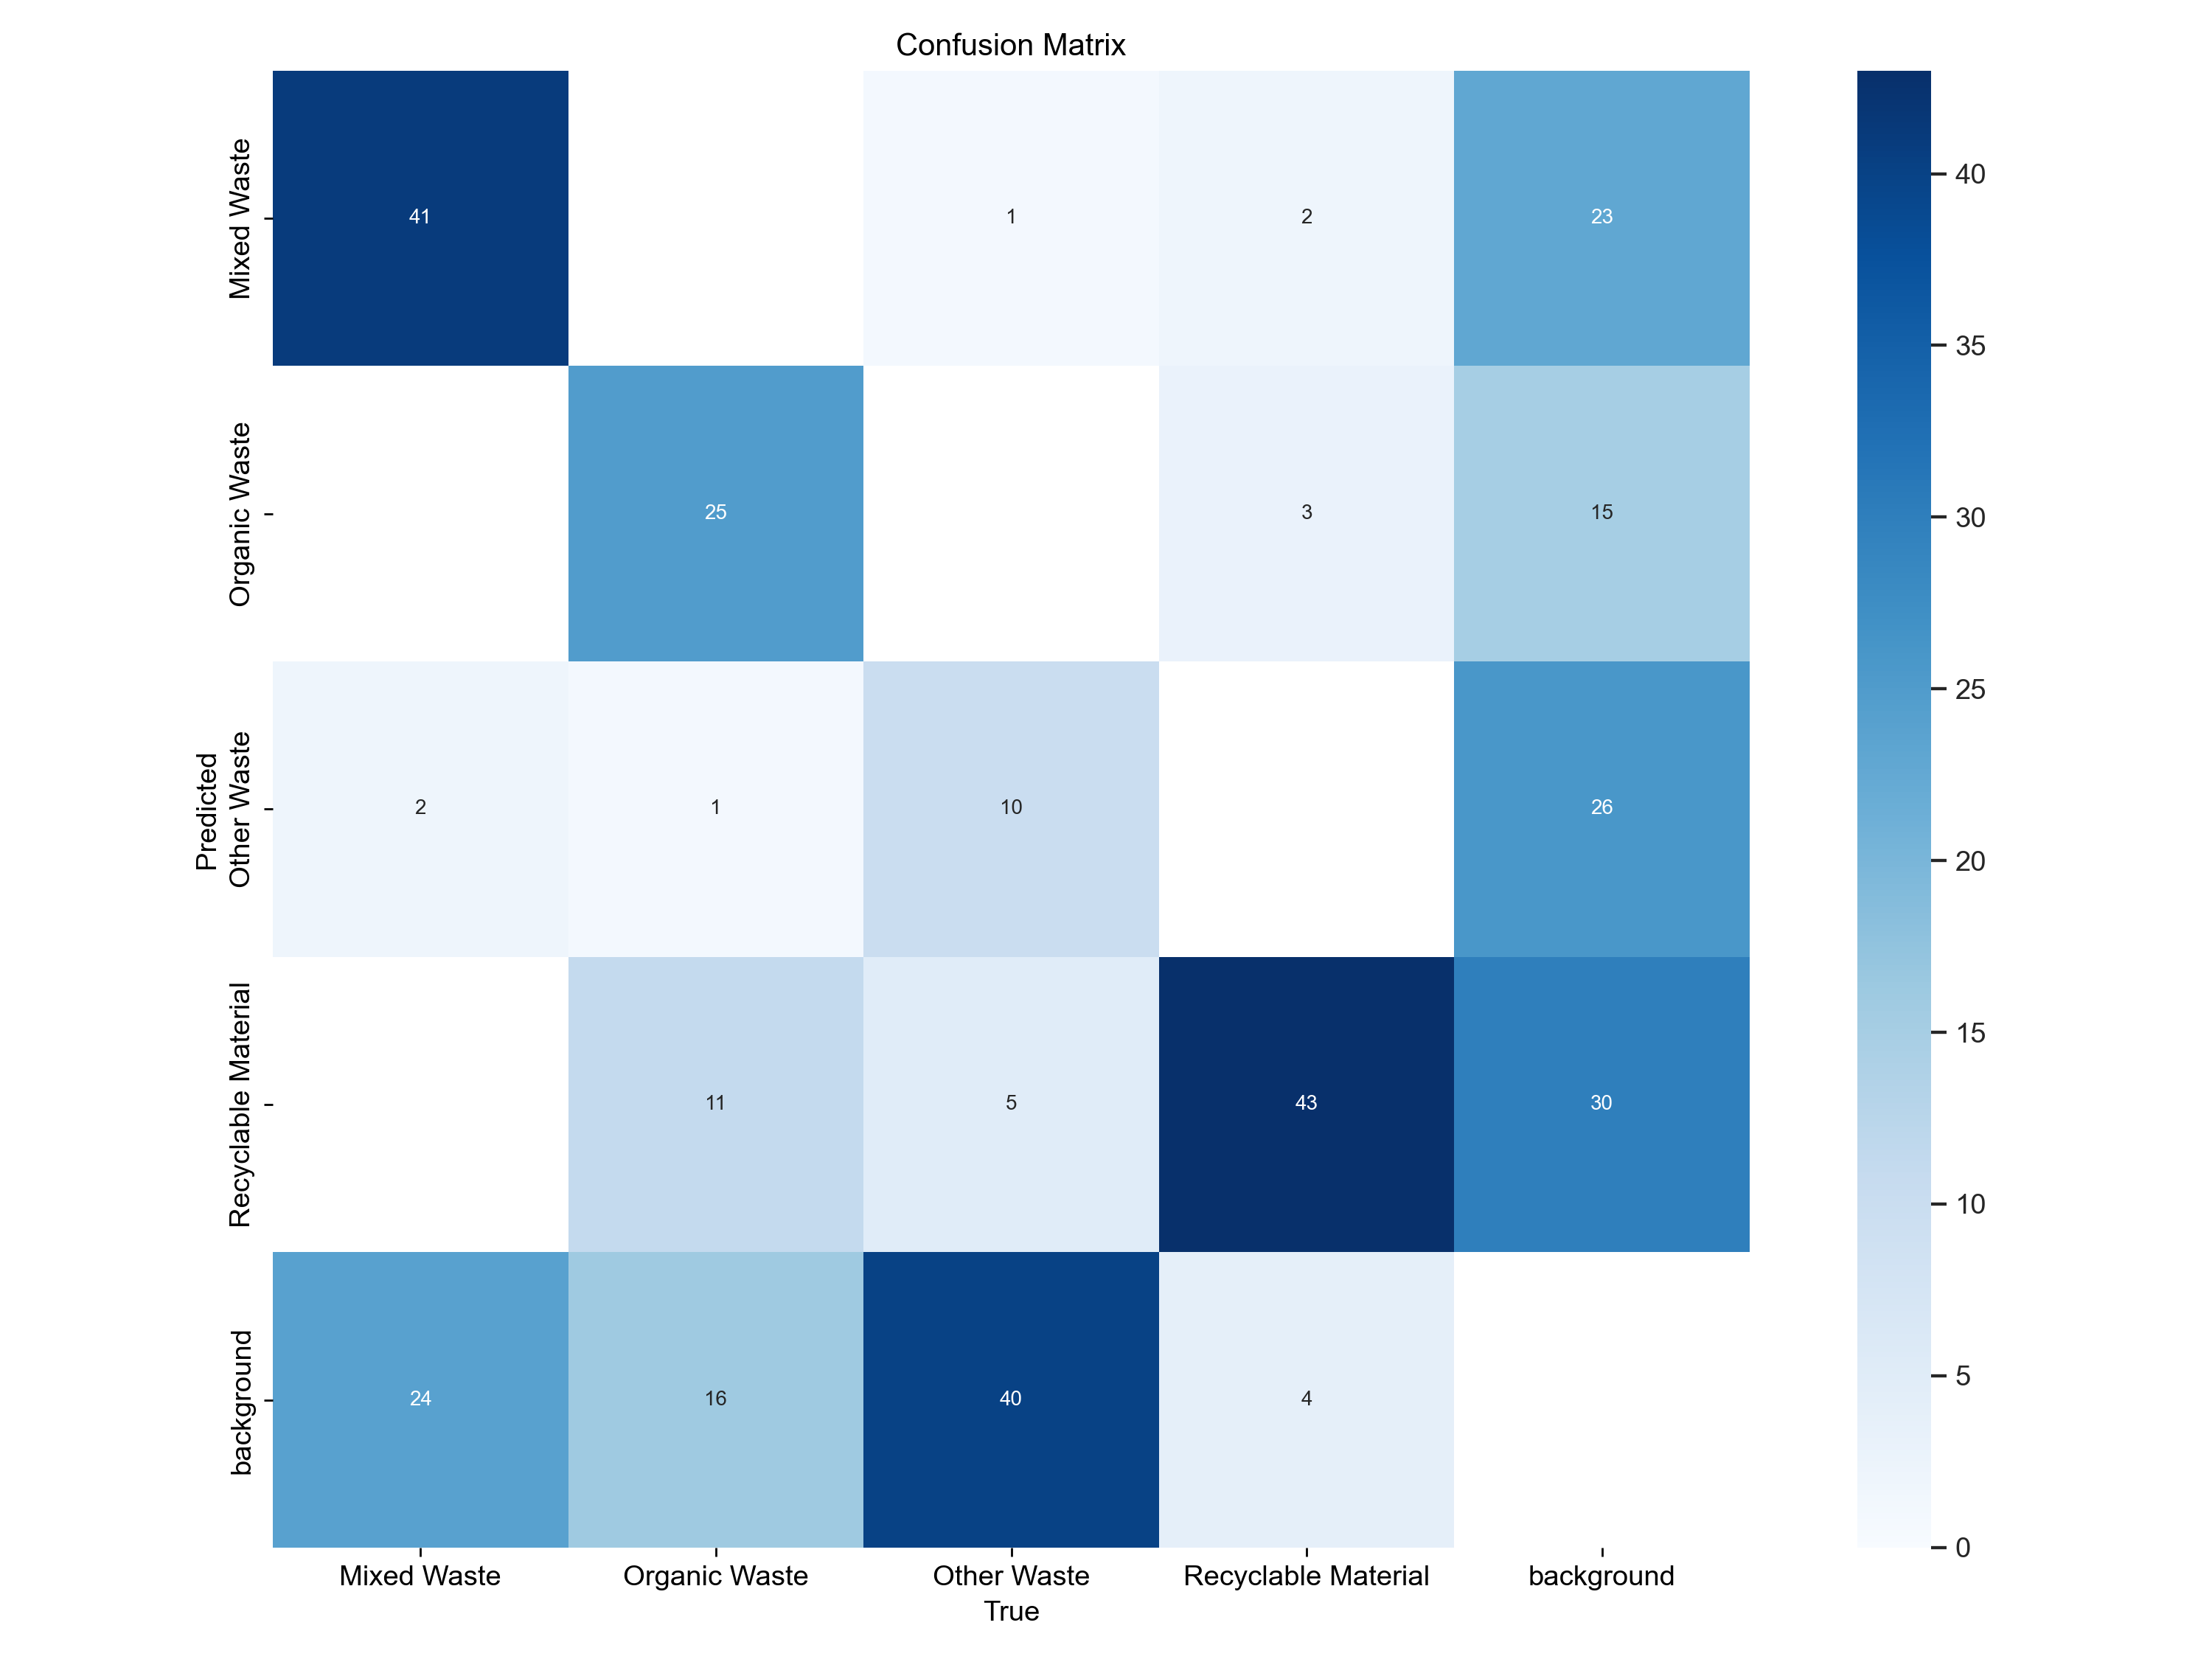 Confusion Matrix
Mixed Waste
41
1
2
23
Organic Waste
25
3
15
Predicted
Other Waste
2
1
10
26
Recyclable Material
11
5
43
30
background
24
16
40
4
Mixed Waste
Organic Waste
Other Waste
Recyclable Material
background
True
40
35
30
25
20
15
10
5
0